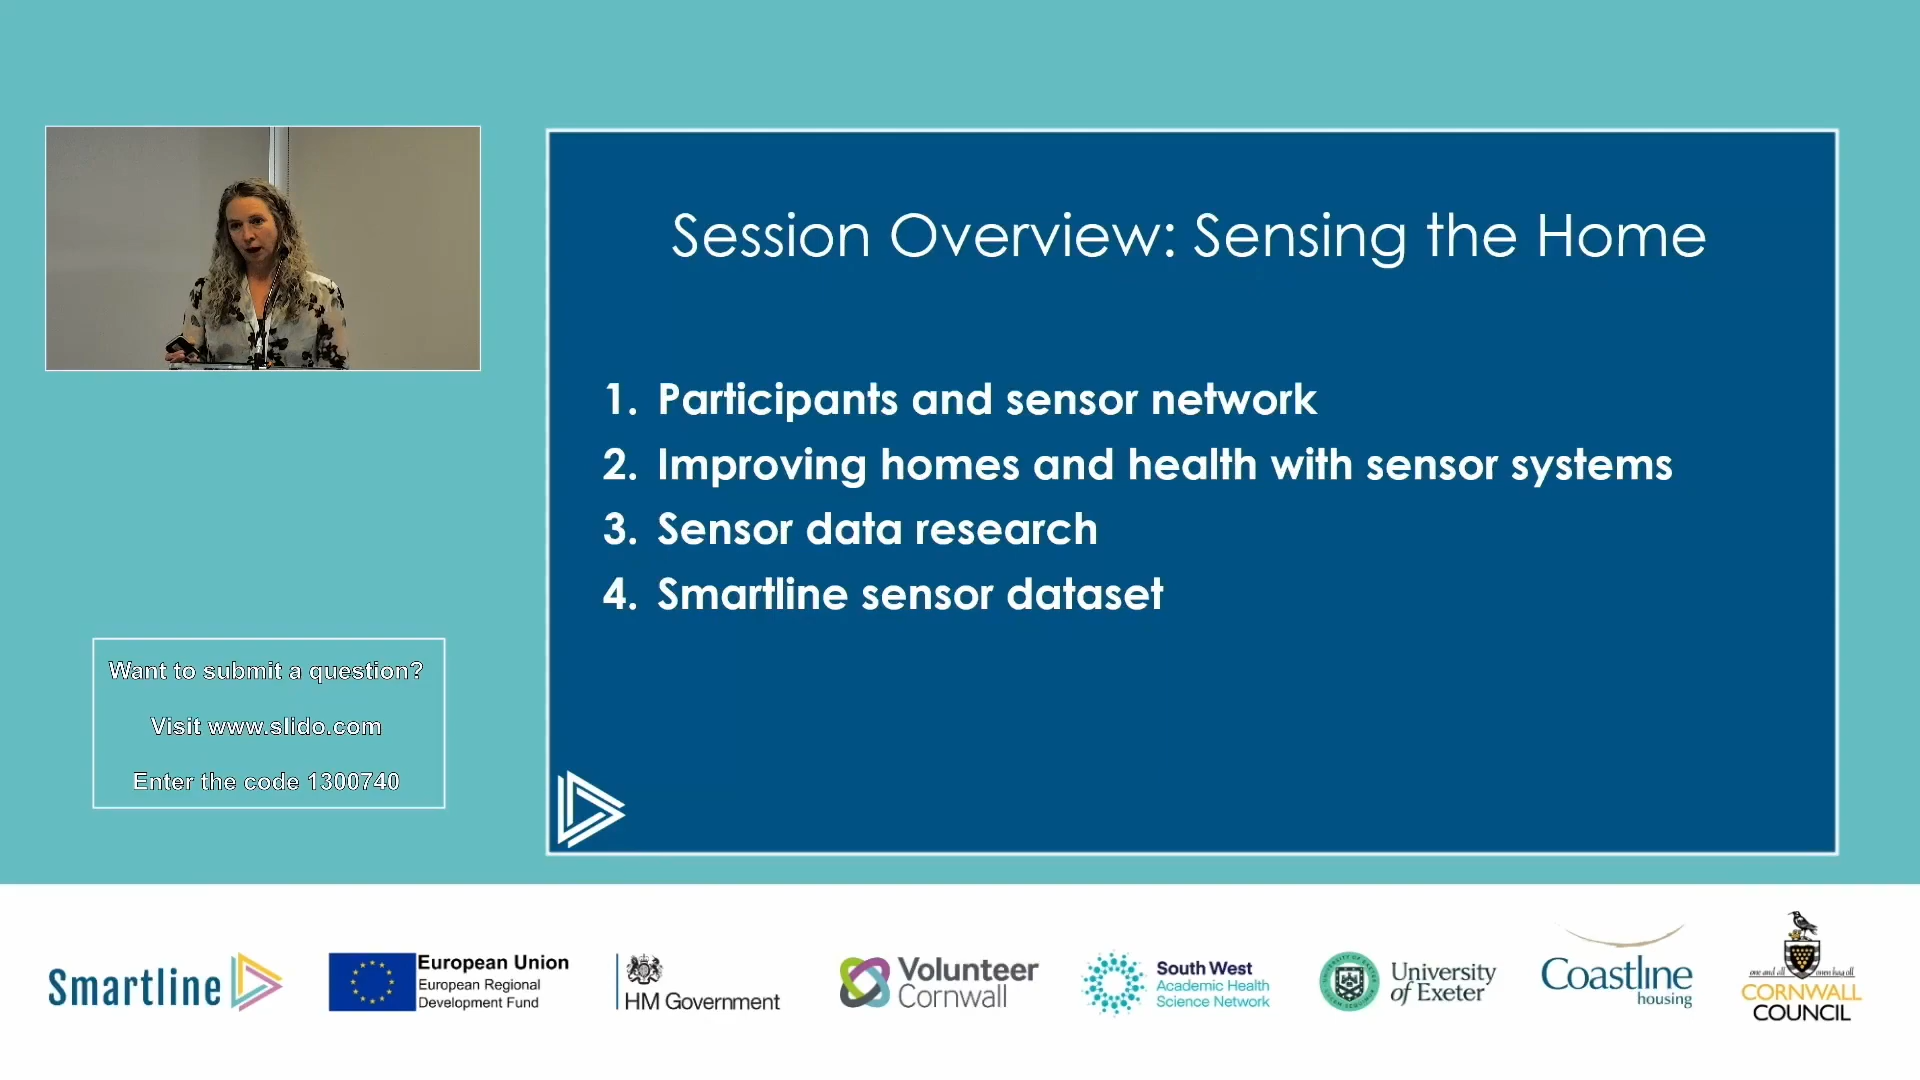 Session Overview: Sensing the Home
1. Participants and sensor network
2. Improving homes and health with sensor systems
3. Sensor data research
4. Smartline sensor dataset
Want to submit a question?
Visit www.slido.com
Enter the code 1300740
Smartline
European Union
European Regional
Development Fund
HM Government
Volunteer
Cornwall
South West
Academic Health
Science Network
University
of Exeter
Coastline
housing
one and all
CORNWALL
COUNCIL